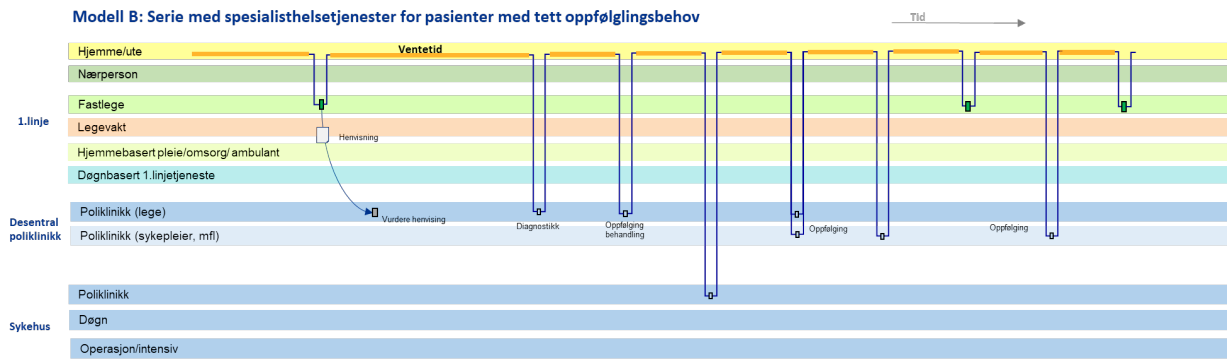 Modell B: Serie med spesialisthelsetjenester for pasienter med tett oppfølglingsbehov
Tid
Hjemme/ute
Ventetid
Nærperson
1.linje
Fastlege
Legevakt
Henvisning
Hjemmebasert pleie/omsorg/ ambulant
Døgnbasert 1.linjetjeneste
Desentral
poliklinikk
Poliklinikk (lege)
Vurdere henvising
Diagnostikk
Oppfølging
behandling
Oppfølging
Oppfølging
Poliklinikk (sykepleier, mfl)
Sykehus
Poliklinikk
Døgn
Operasjon/intensiv